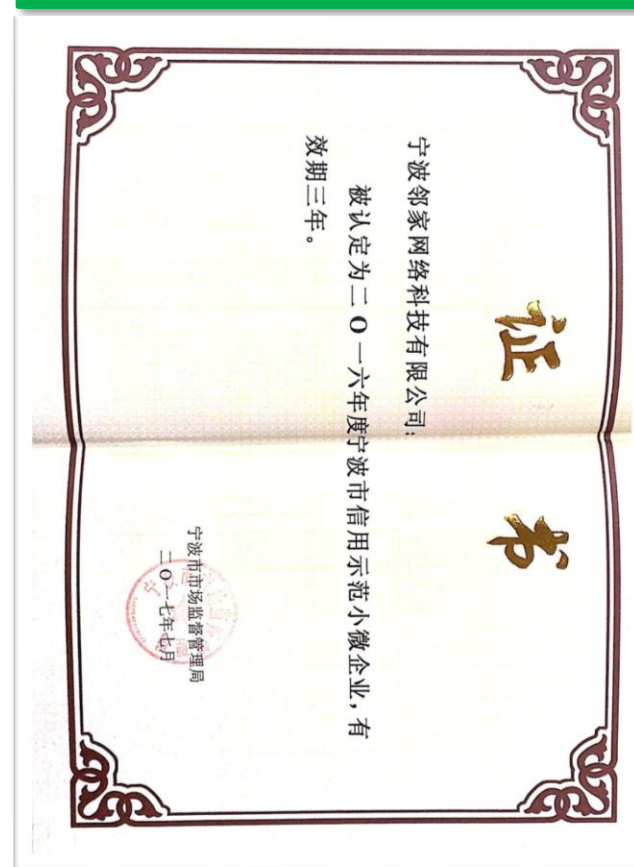 证 书
宁波邻家网络科技有限公司:
被认定为二O一六年度宁波市信用示范小微企业, 有
效期三年。
宁波市市场监督管理局
二O一七年七月